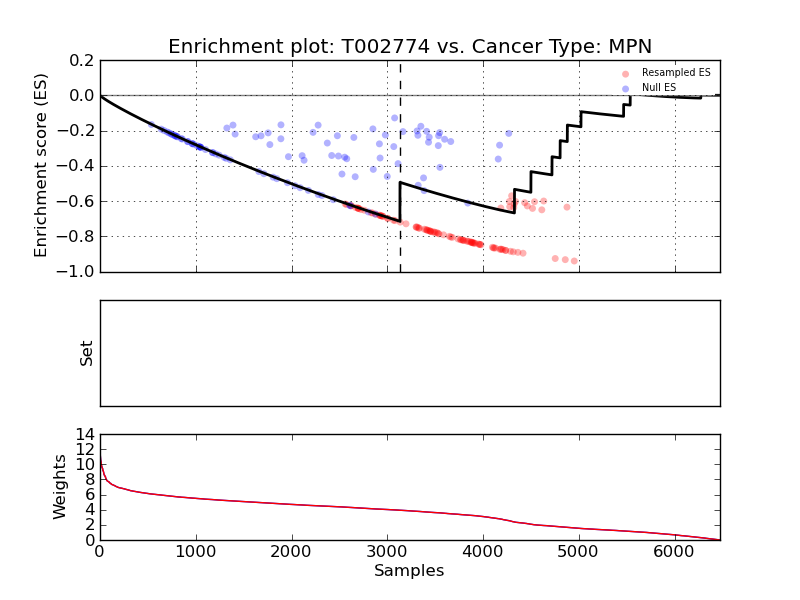 Enrichment plot: T002774 vs. Cancer Type: MPN
Enrichment score (ES)
0.2
0.0
−0.2
−0.4
−0.6
−0.8
−1.0
Resampled ES
Null ES
Set
Weights
14
12
10
8
6
4
2
0
0 1000 2000 3000 4000 5000 6000
Samples